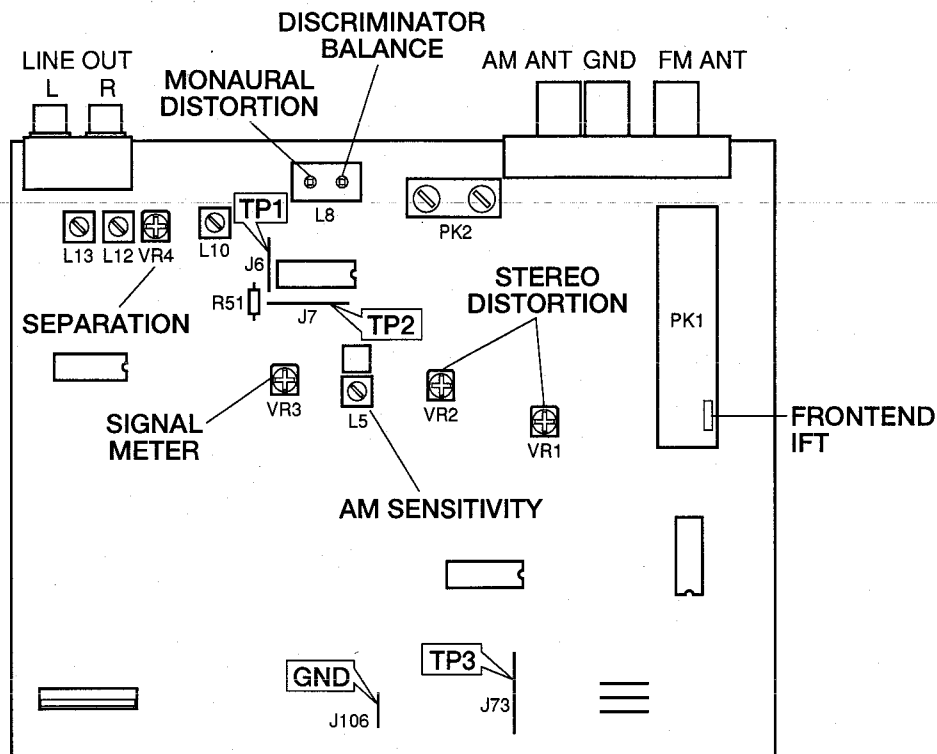 DISCRIMINATOR
BALANCE
LINE OUT
L R
MONAURAL
DISTORTION
AM ANT GND FM ANT
TP1
L8
PK2
L13 L12 VR4
L10
J6
R51
J7
TP2
STEREO
DISTORTION
PK1
SEPARATION
VR3
L5
VR2
VR1
SIGNAL
METER
FRONTEND
IFT
AM SENSITIVITY
GND
TP3
J106
J73